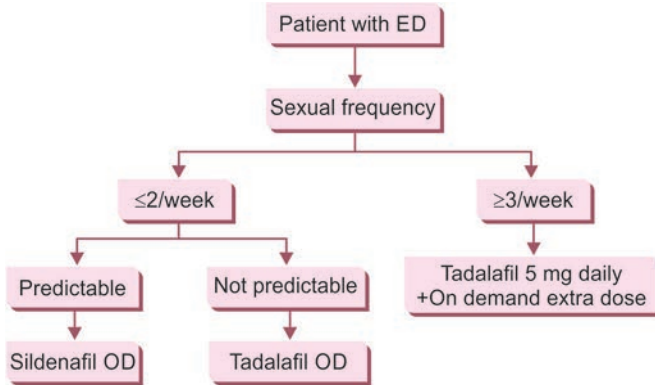 Patient with ED
Sexual frequency
≤2/week
≥3/week
Predictable
Not predictable
Tadalafil 5 mg daily
+On demand extra dose
Sildenafil OD
Tadalafil OD